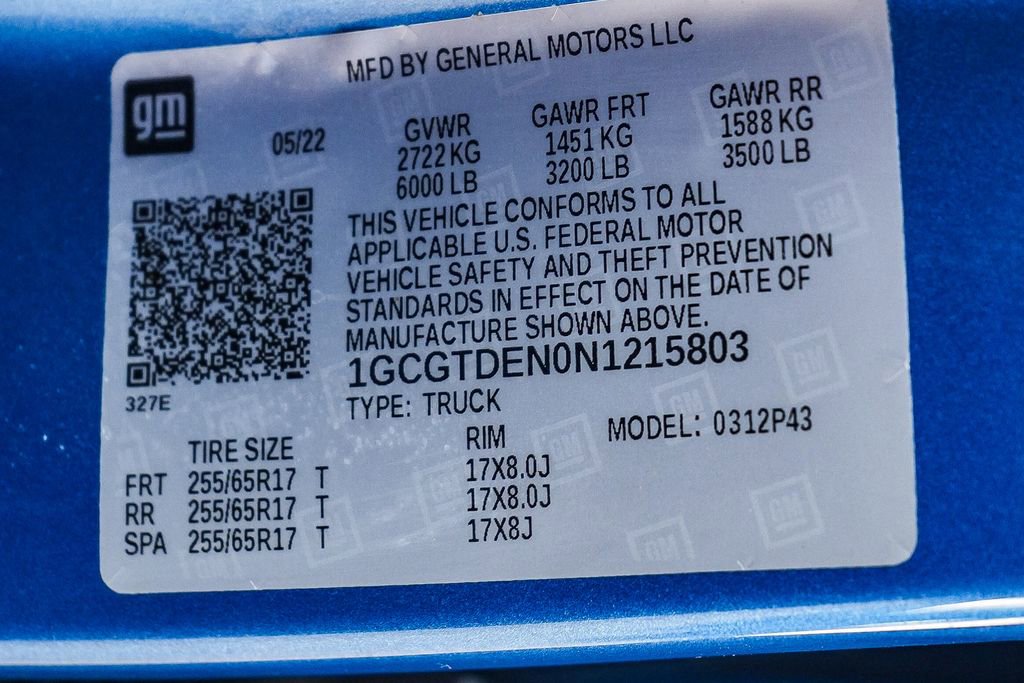 MFD BY GENERAL MOTORS LLC
gm
05/22
GVWR GAWR FRT GAWR RR
2722 KG 1451 KG 1588 KG
6000 LB 3200 LB 3500 LB
THIS VEHICLE CONFORMS TO ALL
APPLICABLE U.S. FEDERAL MOTOR
VEHICLE SAFETY AND THEFT PREVENTION
STANDARDS IN EFFECT ON THE DATE OF
MANUFACTURE SHOWN ABOVE.
1GCGTDEN0N1215803
327E
TYPE: TRUCK
MODEL: 0312P43
TIRE SIZE RIM
FRT 255/65R17 T 17X8.0J
RR 255/65R17 T 17X8.0J
SPA 255/65R17 T 17X8J